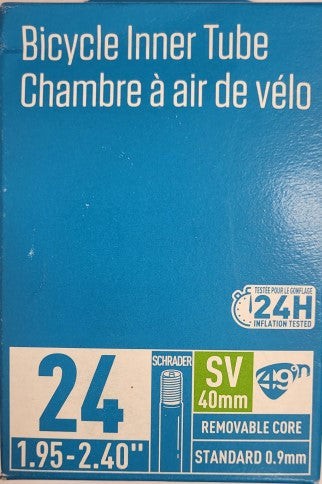 Bicycle Inner Tube
Chambre à air de vélo
TESTÉE POUR LE GONFLAGE
24H
INFLATION TESTED
24
1.95-2.40"
SCHRADER
SV
40mm
49°n
REMOVABLE CORE
STANDARD 0.9mm